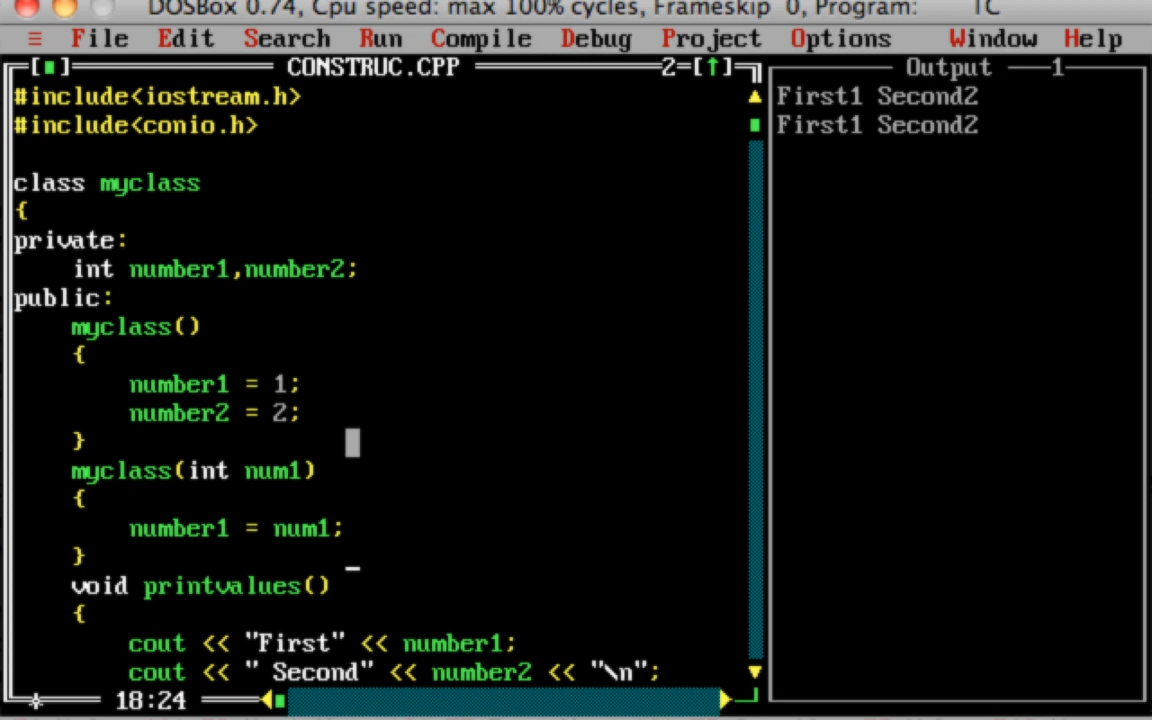 DOSBox 0.74, Cpu speed: max 100% cycles, Frameskip 0, Program: TC
≡ File Edit Search Run Compile Debug Project Options Window Help
[■] CONSTRUC.CPP 2=[↑]
#include<iostream.h>
#include<conio.h>
class myclass
{
private:
int number1,number2;
public:
myclass()
{
number1 = 1;
number2 = 2;
}
myclass(int num1)
{
number1 = num1;
}
void printvalues()
{
cout << "First" << number1;
cout << " Second" << number2 << "\n";
18:24
Output 1
First1 Second2
First1 Second2